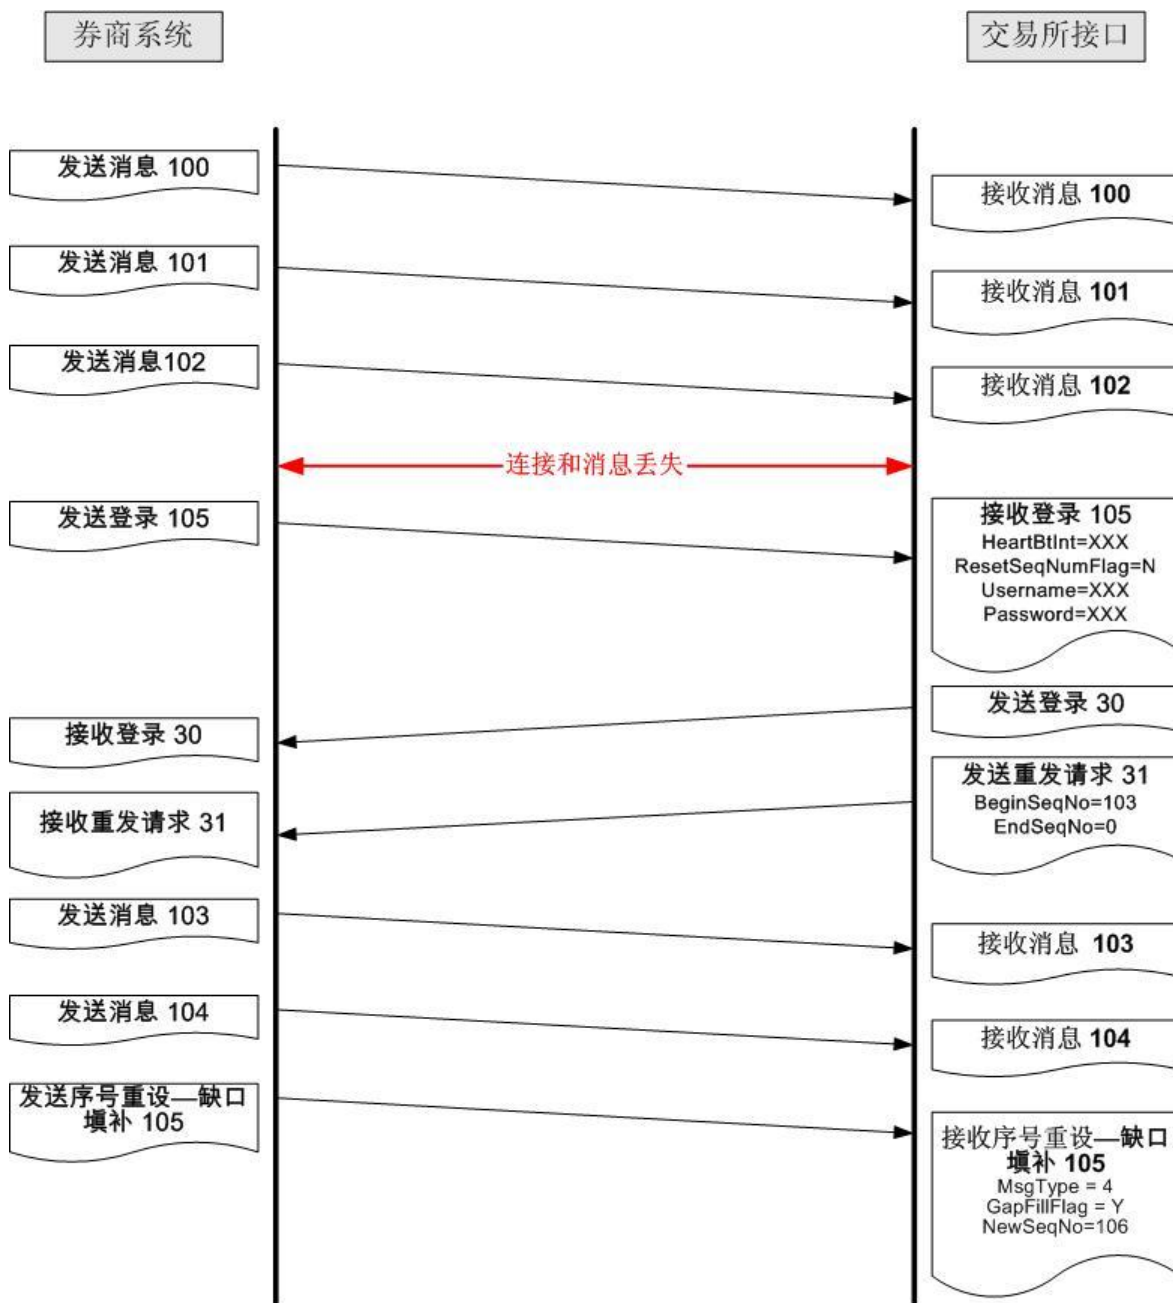 券商系统
交易所接口
发送消息 100
接收消息 100
发送消息 101
接收消息 101
发送消息102
接收消息 102
连接和消息丢失
发送登录 105
接收登录 105
HeartBtInt=XXX
ResetSeqNumFlag=N
Username=XXX
Password=XXX
发送登录 30
接收登录 30
发送重发请求 31
BeginSeqNo=103
EndSeqNo=0
接收重发请求 31
发送消息 103
接收消息 103
发送消息 104
接收消息 104
发送序号重设—缺口
填补 105
接收序号重设—缺口
填补 105
MsgType = 4
GapFillFlag = Y
NewSeqNo=106